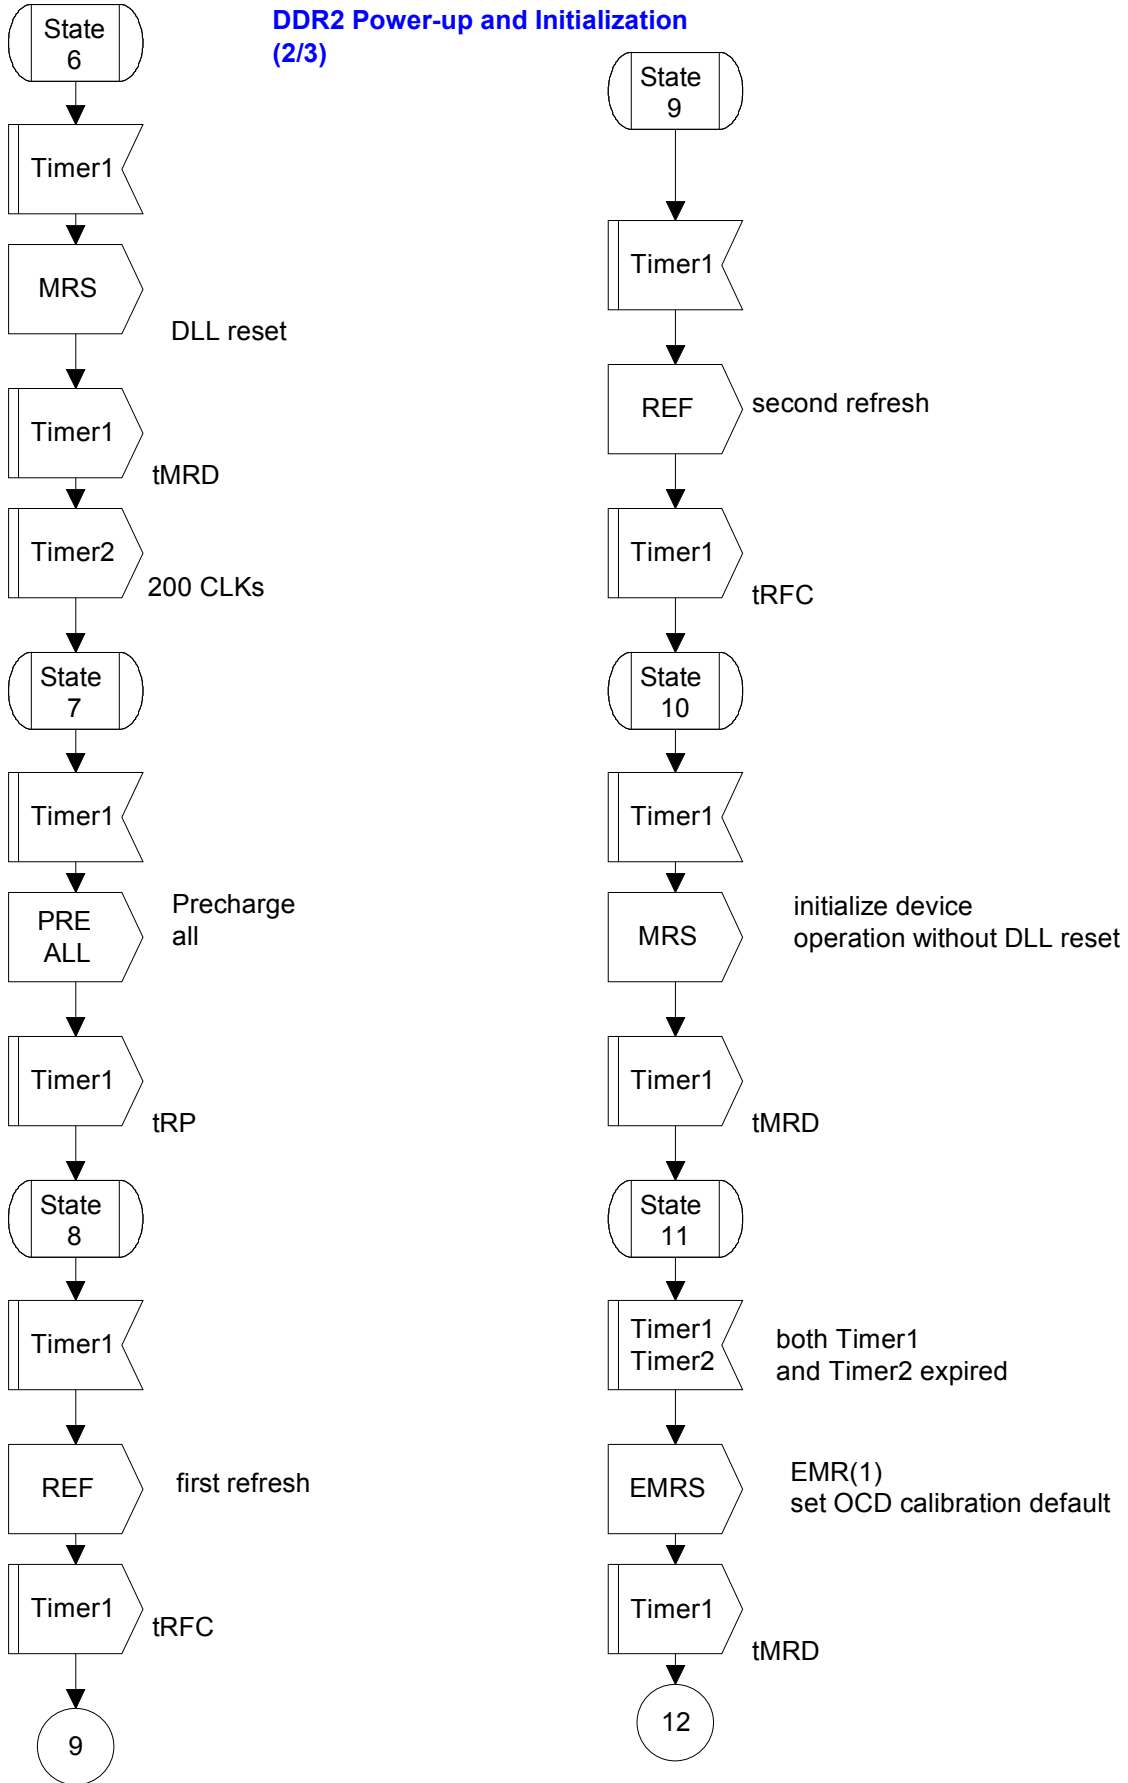 DDR2 Power-up and Initialization
(2/3)
State
6
Timer1
MRS
DLL reset
Timer1
tMRD
Timer2
200 CLKs
State
7
Timer1
PRE
ALL
Precharge
all
Timer1
tRP
State
8
Timer1
REF
first refresh
Timer1
tRFC
9
State
9
Timer1
REF
second refresh
Timer1
tRFC
State
10
Timer1
MRS
initialize device
operation without DLL reset
Timer1
tMRD
State
11
Timer1
Timer2
both Timer1
and Timer2 expired
EMRS
EMR(1)
set OCD calibration default
Timer1
tMRD
12